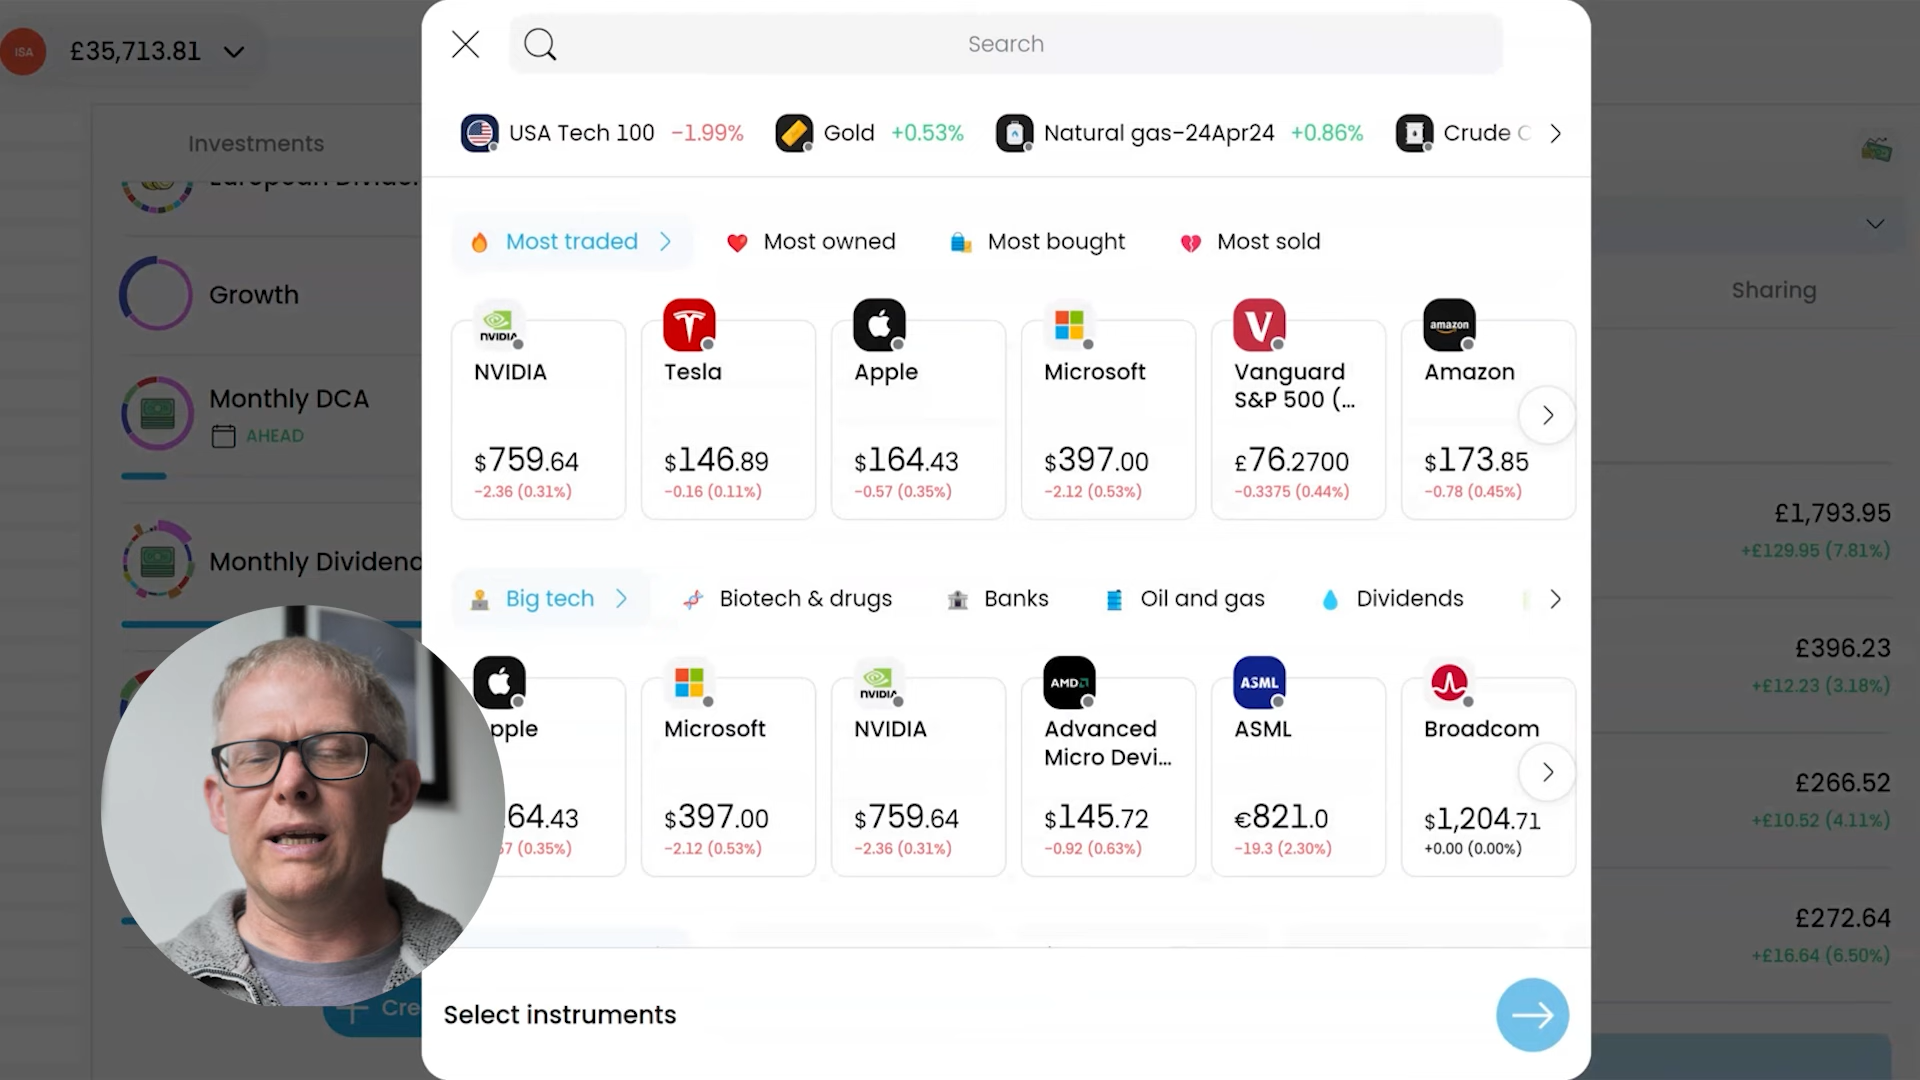 ISA
£35,713.81
Investments
Growth
Monthly DCA
AHEAD
Monthly Dividend
Cre
Search
USA Tech 100 -1.99%
Gold +0.53%
Natural gas-24Apr24 +0.86%
Crude
Most traded
Most owned
Most bought
Most sold
NVIDIA
NVIDIA
$759.64
-2.36 (0.31%)
Tesla
$146.89
-0.16 (0.11%)
Apple
$164.43
-0.57 (0.35%)
Microsoft
$397.00
-2.12 (0.53%)
Vanguard
S&P 500 (...
£76.2700
-0.3375 (0.44%)
amazon
Amazon
$173.85
-0.78 (0.45%)
Big tech
Biotech & drugs
Banks
Oil and gas
Dividends
pple
64.43
57 (0.35%)
Microsoft
$397.00
-2.12 (0.53%)
NVIDIA
NVIDIA
$759.64
-2.36 (0.31%)
AMD
Advanced
Micro Devi...
$145.72
-0.92 (0.63%)
ASML
ASML
€821.0
-19.3 (2.30%)
Broadcom
$1,204.71
+0.00 (0.00%)
Select instruments
Sharing
£1,793.95
+£129.95 (7.81%)
£396.23
+£12.23 (3.18%)
£266.52
+£10.52 (4.11%)
£272.64
+£16.64 (6.50%)